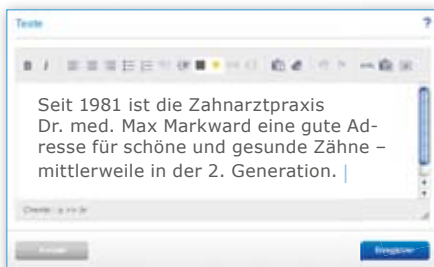 Texte ?
B I
Seit 1981 ist die Zahnarztpraxis
Dr. med. Max Markward eine gute Ad-
resse für schöne und gesunde Zähne –
mittlerweile in der 2. Generation.
Enregistrer